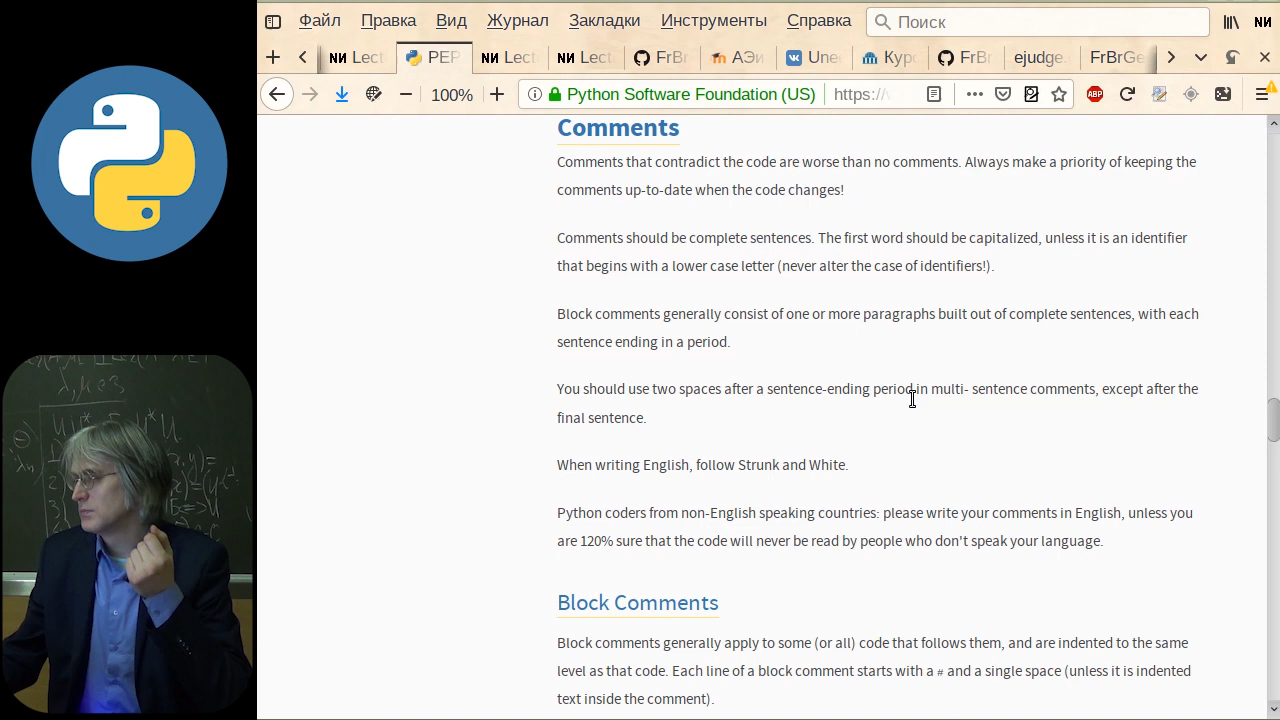 Файл Правка Вид Журнал Закладки Инструменты Справка Поиск
Lect PEP Lect Lect FrBr АЭи Une Кур FrBr ejudge. FrBrGe
100% Python Software Foundation (US) https://
ABP
Comments
Comments that contradict the code are worse than no comments. Always make a priority of keeping the
comments up-to-date when the code changes!
Comments should be complete sentences. The first word should be capitalized, unless it is an identifier
that begins with a lower case letter (never alter the case of identifiers!).
Block comments generally consist of one or more paragraphs built out of complete sentences, with each
sentence ending in a period.
You should use two spaces after a sentence-ending period in multi- sentence comments, except after the
final sentence.
When writing English, follow Strunk and White.
Python coders from non-English speaking countries: please write your comments in English, unless you
are 120% sure that the code will never be read by people who don't speak your language.
Block Comments
Block comments generally apply to some (or all) code that follows them, and are indented to the same
level as that code. Each line of a block comment starts with a # and a single space (unless it is indented
text inside the comment).